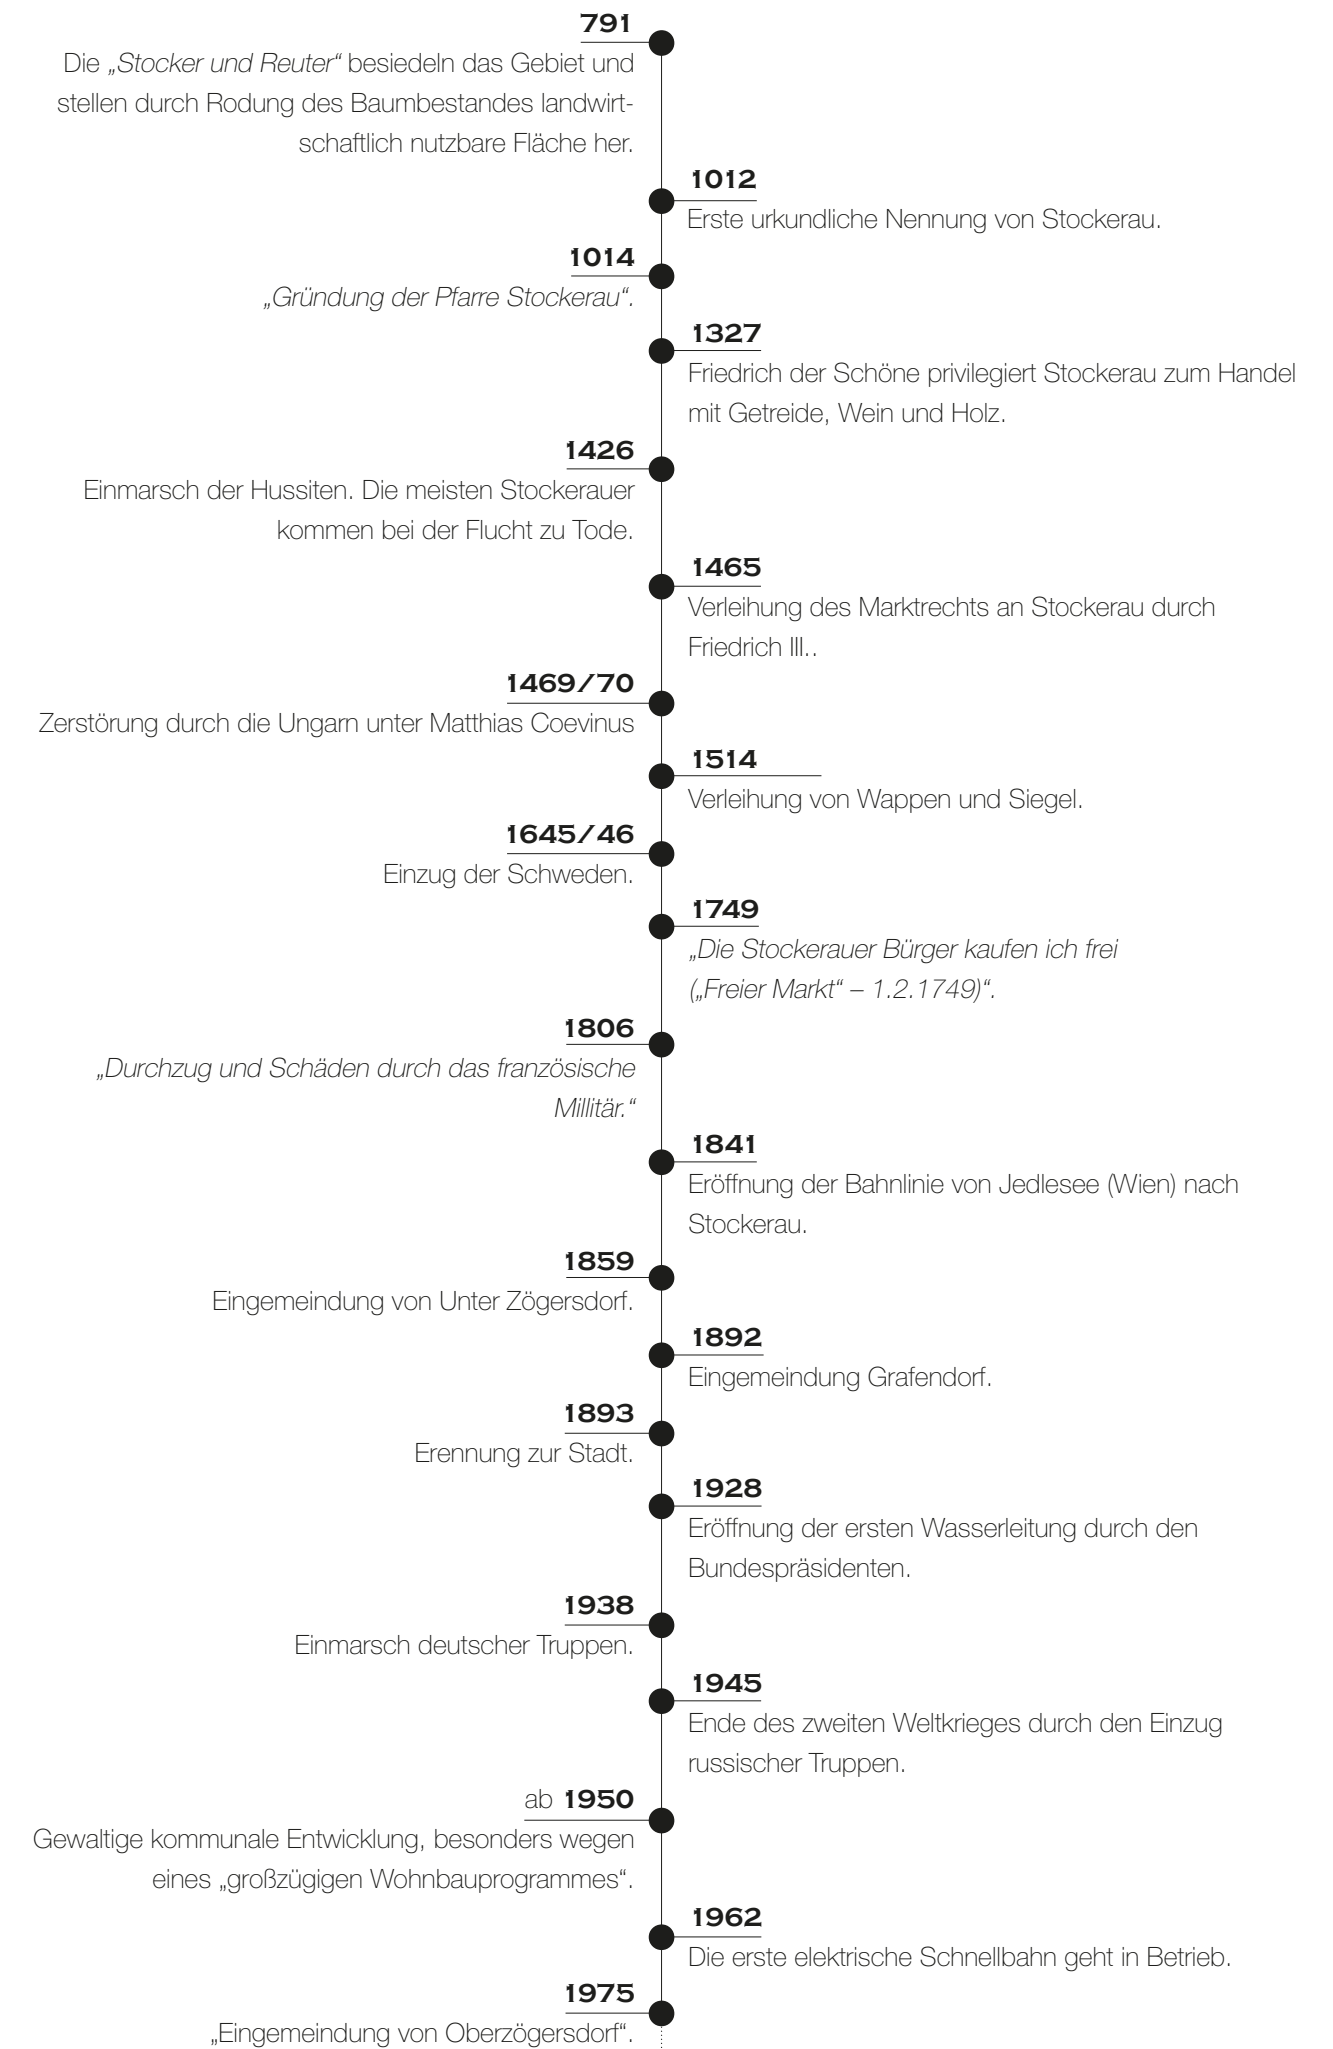 791
Die „Stocker und Reuter“ besiedeln das Gebiet und
stellen durch Rodung des Baumbestandes landwirt-
schaftlich nutzbare Fläche her.
1012
Erste urkundliche Nennung von Stockerau.
1014
„Gründung der Pfarre Stockerau“.
1327
Friedrich der Schöne privilegiert Stockerau zum Handel
mit Getreide, Wein und Holz.
1426
Einmarsch der Hussiten. Die meisten Stockerauer
kommen bei der Flucht zu Tode.
1465
Verleihung des Marktrechts an Stockerau durch
Friedrich III..
1469/70
Zerstörung durch die Ungarn unter Matthias Coevinus
1514
Verleihung von Wappen und Siegel.
1645/46
Einzug der Schweden.
1749
„Die Stockerauer Bürger kaufen ich frei
(„Freier Markt“ – 1.2.1749)“.
1806
„Durchzug und Schäden durch das französische
Millitär.“
1841
Eröffnung der Bahnlinie von Jedlesee (Wien) nach
Stockerau.
1859
Eingemeindung von Unter Zögersdorf.
1892
Eingemeindung Grafendorf.
1893
Erennung zur Stadt.
1928
Eröffnung der ersten Wasserleitung durch den
Bundespräsidenten.
1938
Einmarsch deutscher Truppen.
1945
Ende des zweiten Weltkrieges durch den Einzug
russischer Truppen.
ab 1950
Gewaltige kommunale Entwicklung, besonders wegen
eines „großzügigen Wohnbauprogrammes“.
1962
Die erste elektrische Schnellbahn geht in Betrieb.
1975
„Eingemeindung von Oberzögersdorf“.